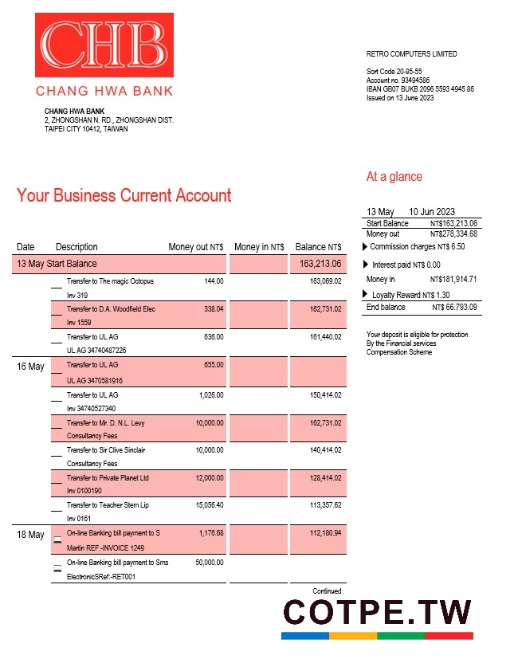 CHB
CHANG HWA BANK
CHANG HWA BANK
2, ZHONGSHAN N. RD., ZHONGSHAN DIST.
TAIPEI CITY 10412, TAIWAN
RETRO COMPUTERS LIMITED
Sort Code 20-95-55
Account no. 93494586
IBAN GB07 BUKB 2096 5593 4945 86
Issued on 13 June 2023
At a glance
13 May 10 Jun 2023
Start Balance NT$163,213.06
Money out NT$278,334.68
Commission charges NT$ 6.50
Interest paid NT$ 0.00
Money in NT$181,914.71
Loyalty Reward NT$ 1.30
End balance NT$ 66.793.09
Your deposit is eligible for protection
By the Financial services
Compensation Scheme
Your Business Current Account
Date Description Money out NT$ Money in NT$ Balance NT$
13 May Start Balance 163,213.06
Transfer to The magic Octopus 144.00 163,069.02
Inv 319
Transfer to D.A. Woodfield Elec 338.04 162,731.02
Inv 1559
Transfer to UL AG 636.00 161,440.02
UL AG 34740487226
16 May Transfer to UL AG 655.00
UL AG 3470581916
Transfer to UL AG 1,026.00 150,414.02
Inv 34740527340
Transfer to Mr. D. N.L. Levy 10,000.00 162,731.02
Consultancy Fees
Transfer to Sir Clive Sinclair 10,000.00 140,414.02
Consultancy Fees
Transfer to Private Planet Ltd 12,000.00 128,414.02
Inv 0100190
Transfer to Teacher Stern Lip 15,056.40 113,357.62
Inv 0161
18 May On-line Banking bill payment to S 1,176.68 112,180.94
Martin REF:-INVOICE 1249
On-line Banking bill payment to Sms 50,000.00
ElectronicSRef:-RET001
Continued
COTPE.TW